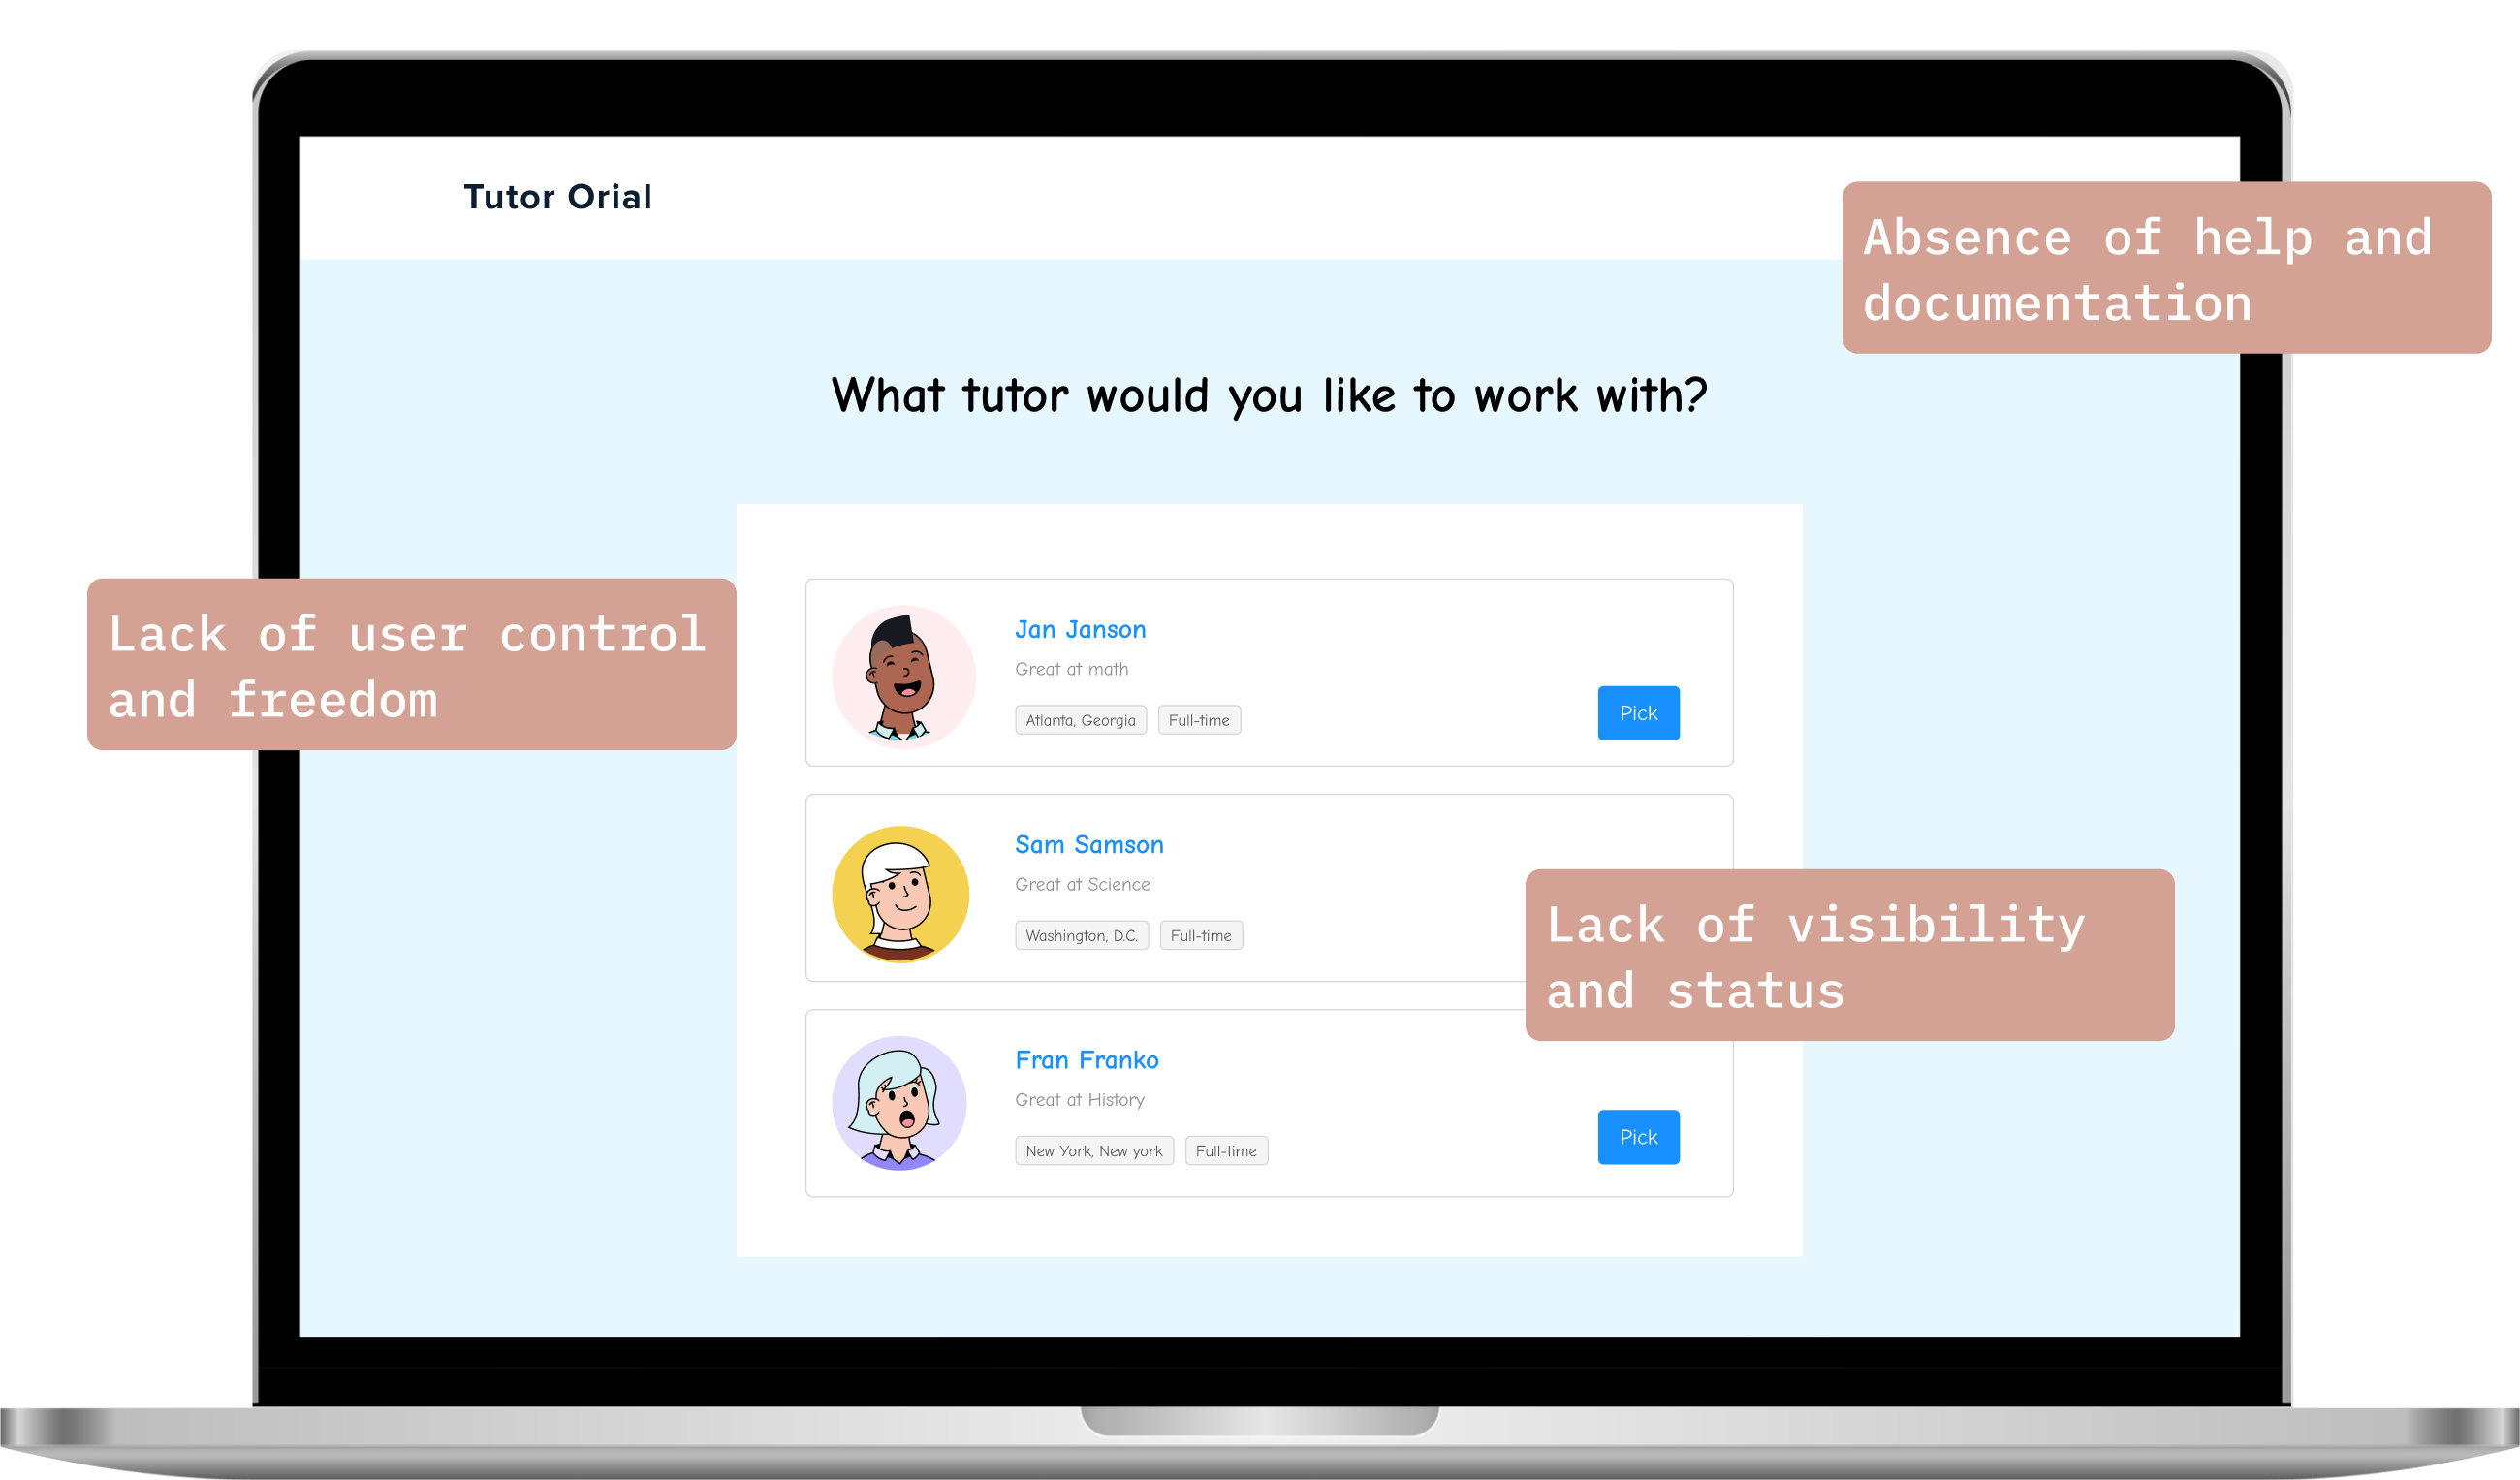 Tutor Orial
Absence of help and
documentation
What tutor would you like to work with?
Lack of user control
and freedom
Jan Janson
Great at math
Atlanta, Georgia
Full-time
Pick
Sam Samson
Great at Science
Washington, D.C.
Full-time
Lack of visibility
and status
Fran Franko
Great at History
New York, New york
Full-time
Pick